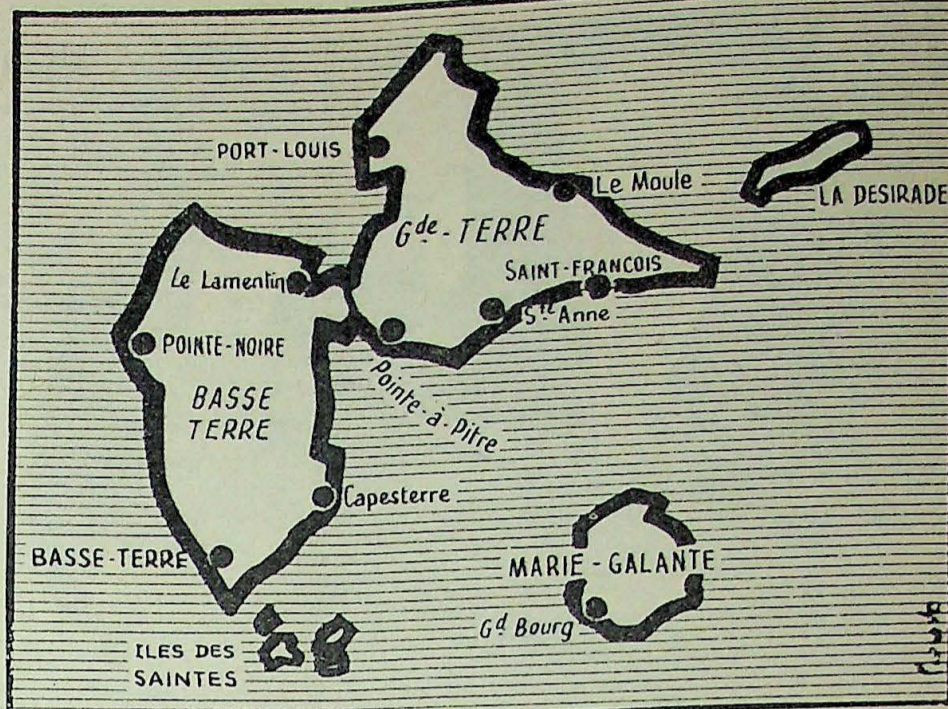 PORT-LOUIS
Le Moule
LA DESIRADE
Gde-TERRE
SAINT-FRANCOIS
Le Lamentin
Ste Anne
POINTE-NOIRE
Pointe-à-Pitre
BASSE
TERRE
Capesterre
BASSE-TERRE
MARIE-GALANTE
Gd Bourg
ILES DES
SAINTES